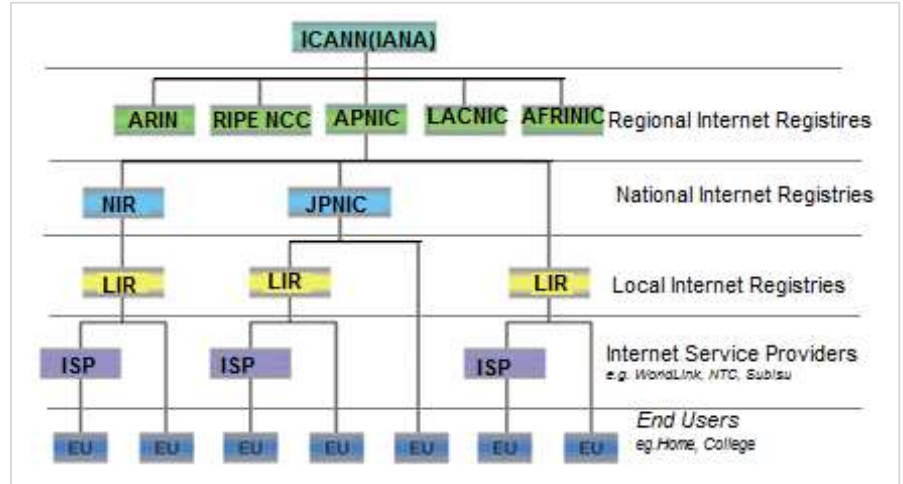 ICANN(IANA)
ARIN RIPE NCC APNIC LACNIC AFRINIC Regional Internet Registires
NIR JPNIC National Internet Registries
LIR LIR LIR Local Internet Registries
ISP ISP ISP Internet Service Providers
e.g. WorldLink, NTC, Subisu
End Users
EU EU EU EU EU EU EU eg.Home, College